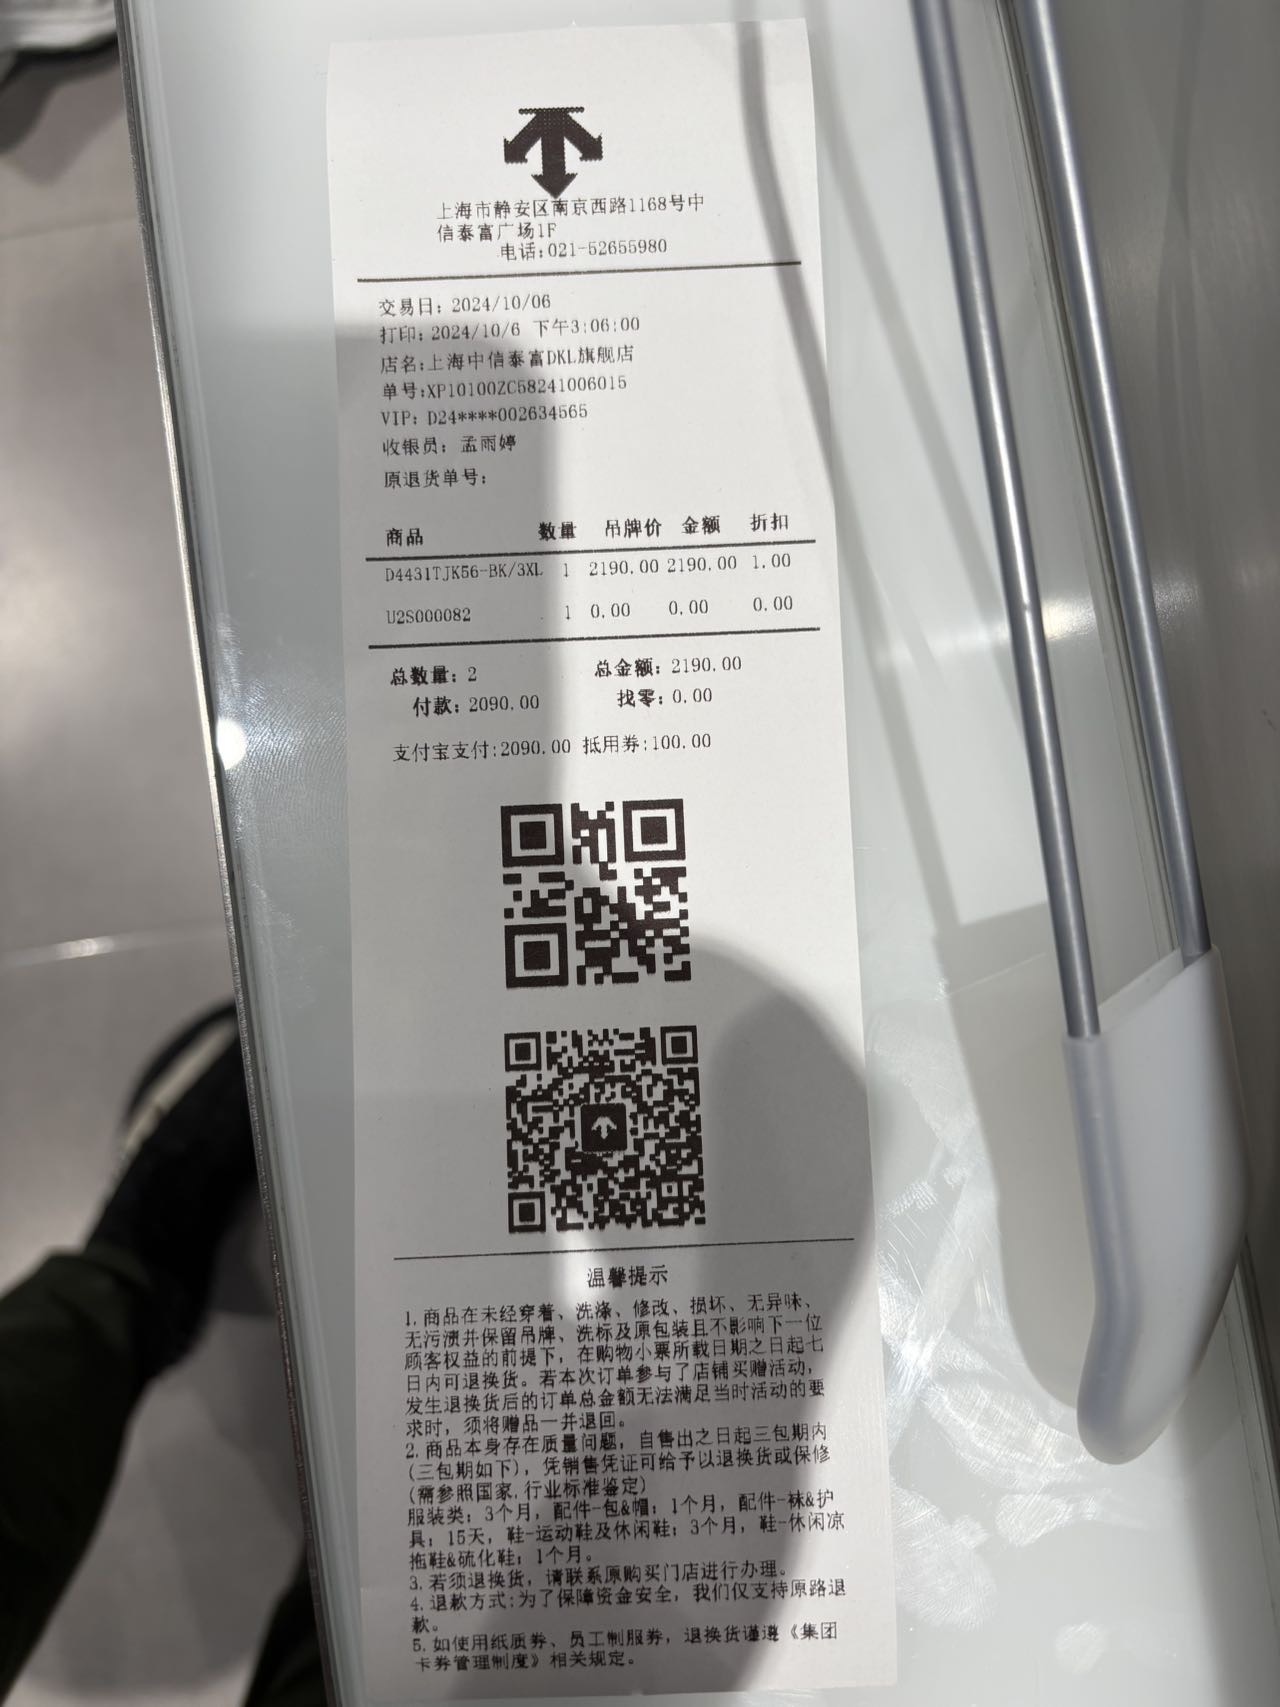 上海市静安区南京西路1168号中
信泰富广场1F
电话:021-52655980
交易日: 2024/10/06
打印: 2024/10/6 下午3:06:00
店名:上海中信泰富DKL旗舰店
单号:XP10100ZC58241006015
VIP: D24****002634565
收银员: 孟雨婷
原退货单号:
商品 数量 吊牌价 金额 折扣
D4431TJK56-BK/3XL 1 2190.00 2190.00 1.00
U2S000082 1 0.00 0.00 0.00
总数量: 2 总金额: 2190.00
付款: 2090.00 找零: 0.00
支付宝支付:2090.00 抵用券:100.00
温馨提示
1. 商品在未经穿着、洗涤、修改、损坏、无异味、
无污渍并保留吊牌、洗标及原包装且不影响下一位
顾客权益的前提下, 在购物小票所载日期之日起七
日内可退换货。若本次订单参与了店铺买赠活动,
发生退换货后的订单总金额无法满足当时活动的要
求时, 须将赠品一并退回。
2. 商品本身存在质量问题, 自售出之日起三包期内
(三包期如下), 凭销售凭证可给予以退换货或保修
(需参照国家,行业标准鉴定)
服装类: 3个月, 配件-包&帽: 1个月, 配件-袜&护
具: 15天, 鞋-运动鞋及休闲鞋: 3个月, 鞋-休闲凉
拖鞋&硫化鞋: 1个月。
3. 若须退换货, 请联系原购买门店进行办理。
4. 退款方式:为了保障资金安全, 我们仅支持原路退
款。
5. 如使用纸质券、员工制服券, 退换货谨遵《集团
卡券管理制度》相关规定。